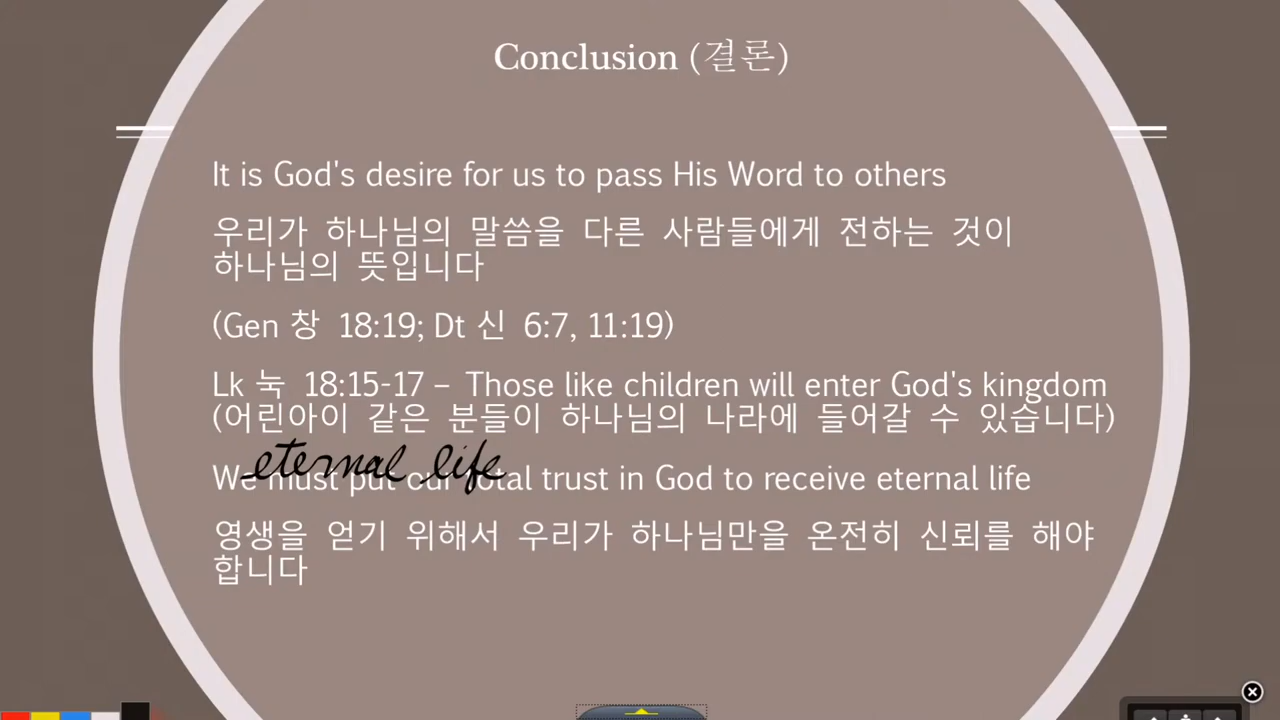 Conclusion (결론)
It is God's desire for us to pass His Word to others
우리가 하나님의 말씀을 다른 사람들에게 전하는 것이
하나님의 뜻입니다
(Gen 창 18:19; Dt 신 6:7, 11:19)
Lk 눅 18:15-17 – Those like children will enter God's kingdom
(어린아이 같은 분들이 하나님의 나라에 들어갈 수 있습니다)
eternal life
We must put our total trust in God to receive eternal life
영생을 얻기 위해서 우리가 하나님만을 온전히 신뢰를 해야
합니다